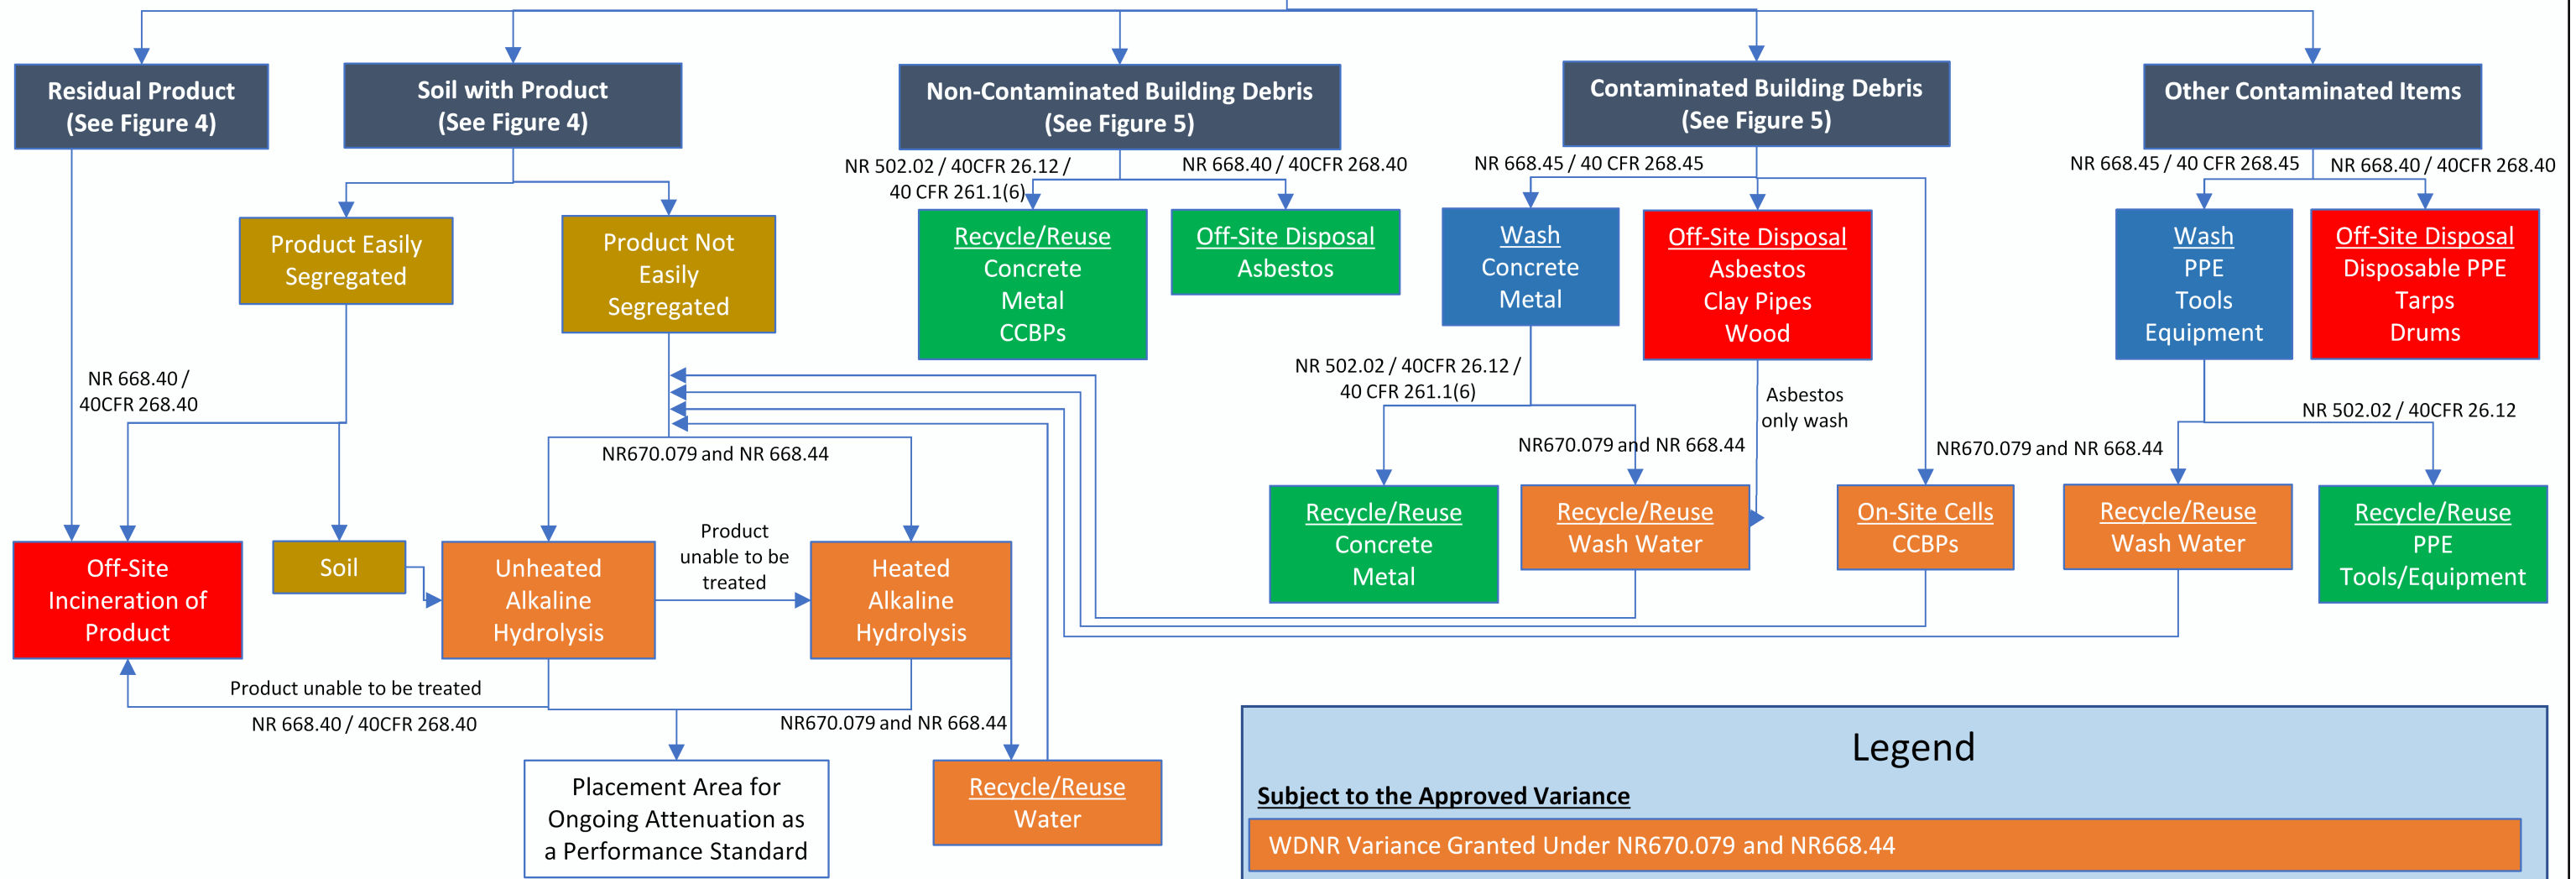 Residual Product
(See Figure 4)
Soil with Product
(See Figure 4)
Non-Contaminated Building Debris
(See Figure 5)
Contaminated Building Debris
(See Figure 5)
Other Contaminated Items
NR 502.02 / 40CFR 26.12 /
40 CFR 261.1(6)
NR 668.40 / 40CFR 268.40
NR 668.45 / 40 CFR 268.45
NR 668.45 / 40 CFR 268.45
NR 668.40 / 40CFR 268.40
Product Easily
Segregated
Product Not
Easily
Segregated
Recycle/Reuse
Concrete
Metal
CCBPs
Off-Site Disposal
Asbestos
Wash
Concrete
Metal
Off-Site Disposal
Asbestos
Clay Pipes
Wood
Wash
PPE
Tools
Equipment
Off-Site Disposal
Disposable PPE
Tarps
Drums
NR 668.40 /
40CFR 268.40
NR 502.02 / 40CFR 26.12 /
40 CFR 261.1(6)
Asbestos
only wash
NR 502.02 / 40CFR 26.12
NR670.079 and NR 668.44
NR670.079 and NR 668.44
NR670.079 and NR 668.44
Off-Site
Incineration of
Product
Soil
Unheated
Alkaline
Hydrolysis
Product
unable to be
treated
Heated
Alkaline
Hydrolysis
Recycle/Reuse
Concrete
Metal
Recycle/Reuse
Wash Water
On-Site Cells
CCBPs
Recycle/Reuse
Wash Water
Recycle/Reuse
PPE
Tools/Equipment
Product unable to be treated
NR 668.40 / 40CFR 268.40
NR670.079 and NR 668.44
Placement Area for
Ongoing Attenuation as
a Performance Standard
Recycle/Reuse
Water
Legend
Subject to the Approved Variance
WDNR Variance Granted Under NR670.079 and NR668.44